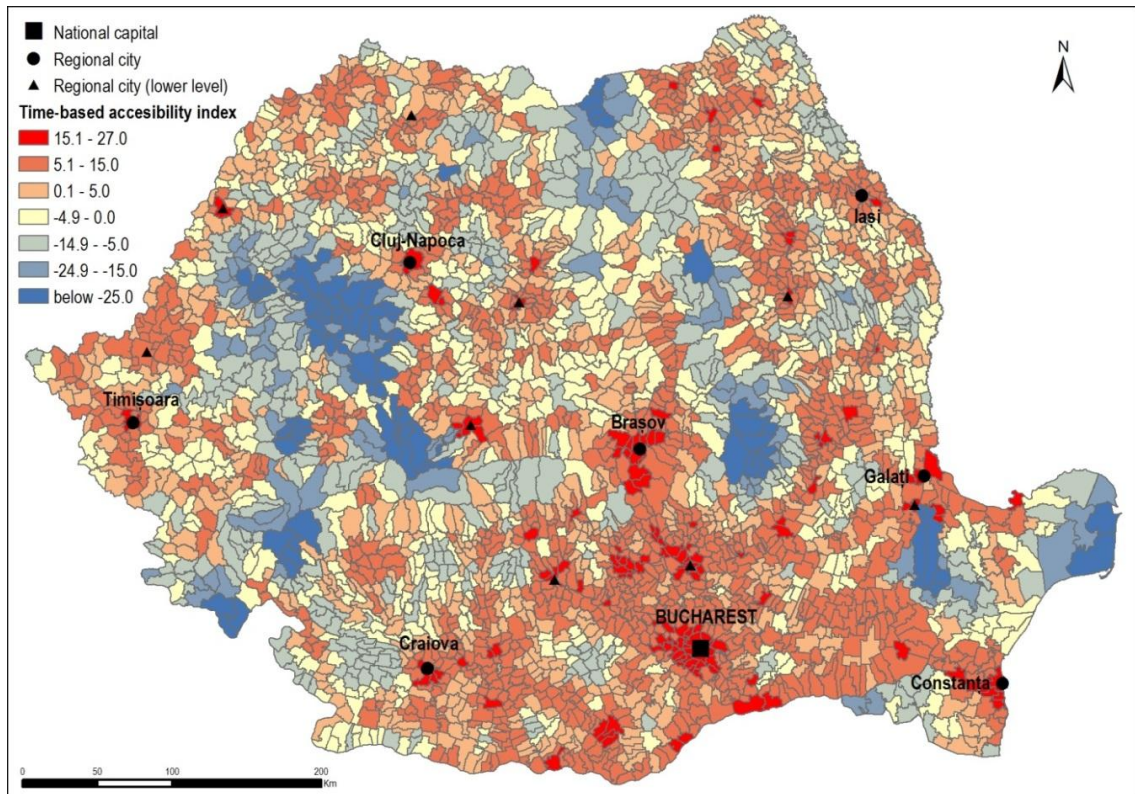 National capital
Regional city
Regional city (lower level)
Time-based accesibility index
15.1 - 27.0
5.1 - 15.0
0.1 - 5.0
-4.9 - 0.0
-14.9 - -5.0
-24.9 - -15.0
below -25.0
N
Iasi
Cluj-Napoca
Timisoara
Brasov
Galati
BUCHAREST
Craiova
Constanta
0 50 100 200
Km